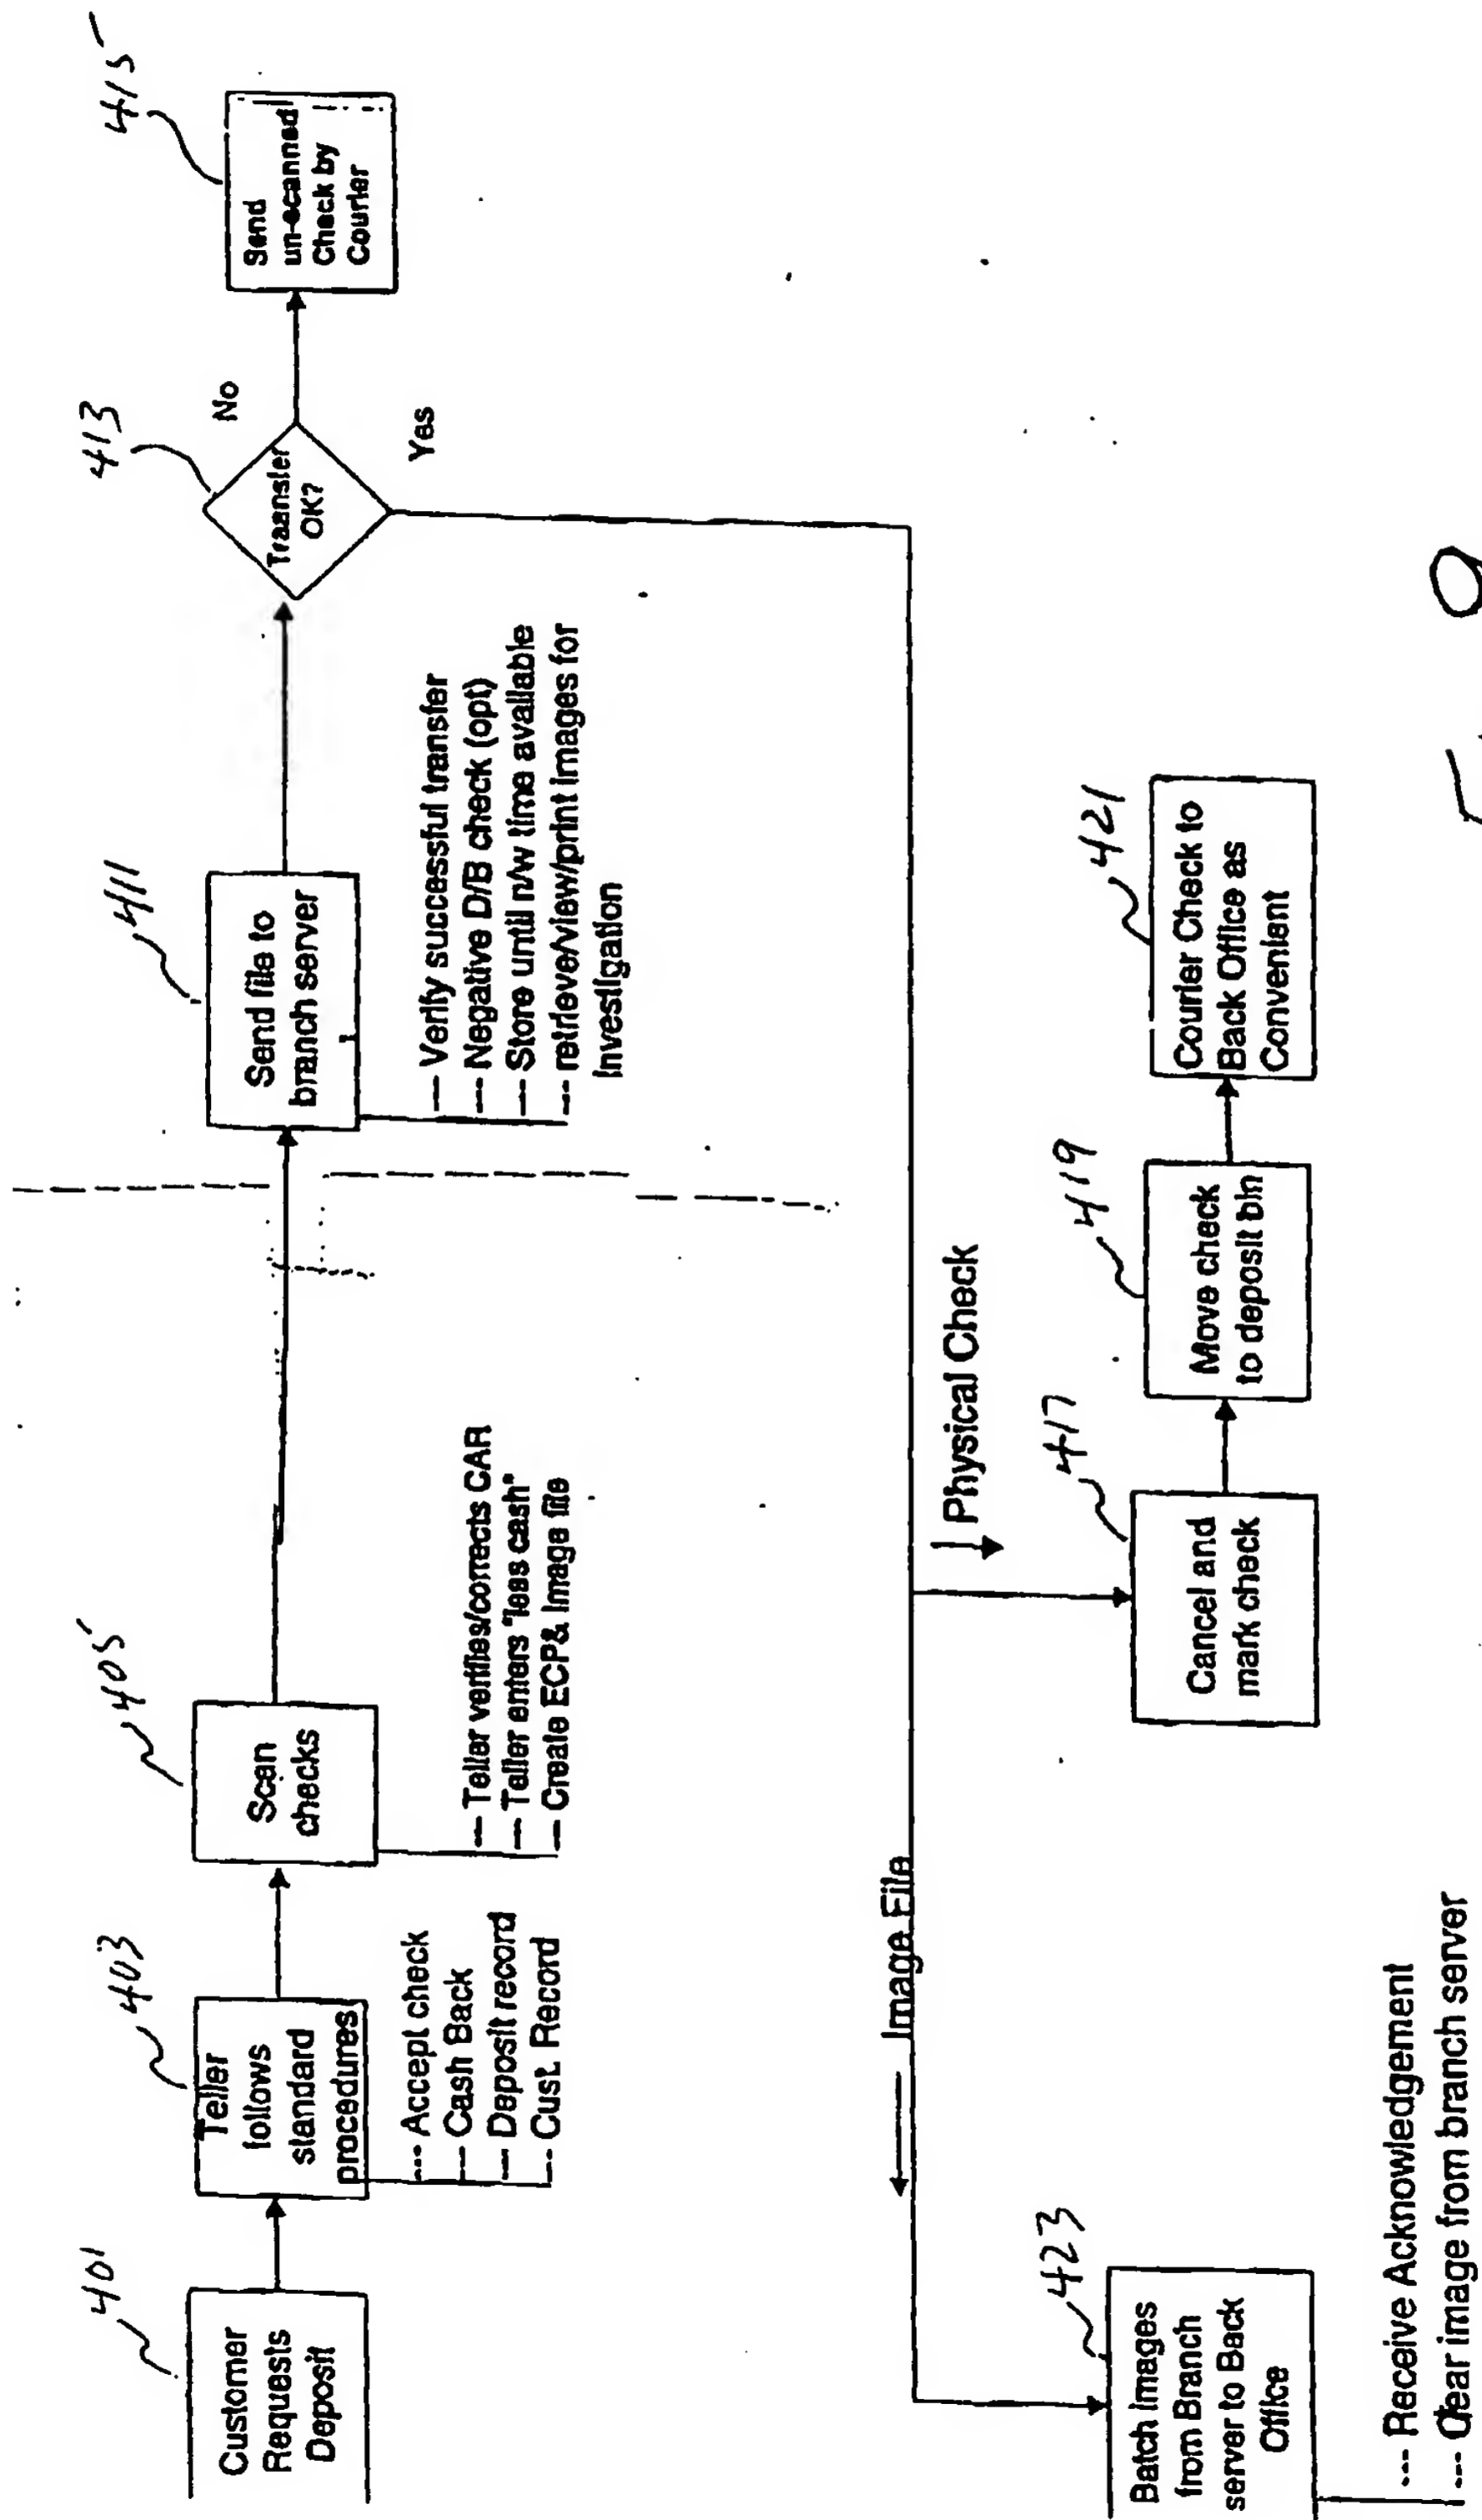 401
Customer
Requests
Deposit
403
Teller
follows
standard
procedures
--- Accept check
— Cash Back
— Deposit record
--- Cust. Record
405
Scan
checks
— Teller verifies/corrects CAR
— Teller enters "less cash"
— Create ECP& Image file
411
Send file to
branch server
— Verify successful transfer
--- Negative D/B check (opt)
— Store until n/w time available
--- retrieve/view/print images for
Investigation
413
Traansfer
OK?
No
Yes
415
Send
un-scanned
Check by
Courier
Image File
Physical Check
417
Cancel and
mark check
419
Move check
to deposit bin
421
Courier Check to
Back Office as
Convenient
423
Batch Images
from Branch
server to Back
Office
--- Receive Acknowledgement
--- Clear image from branch server